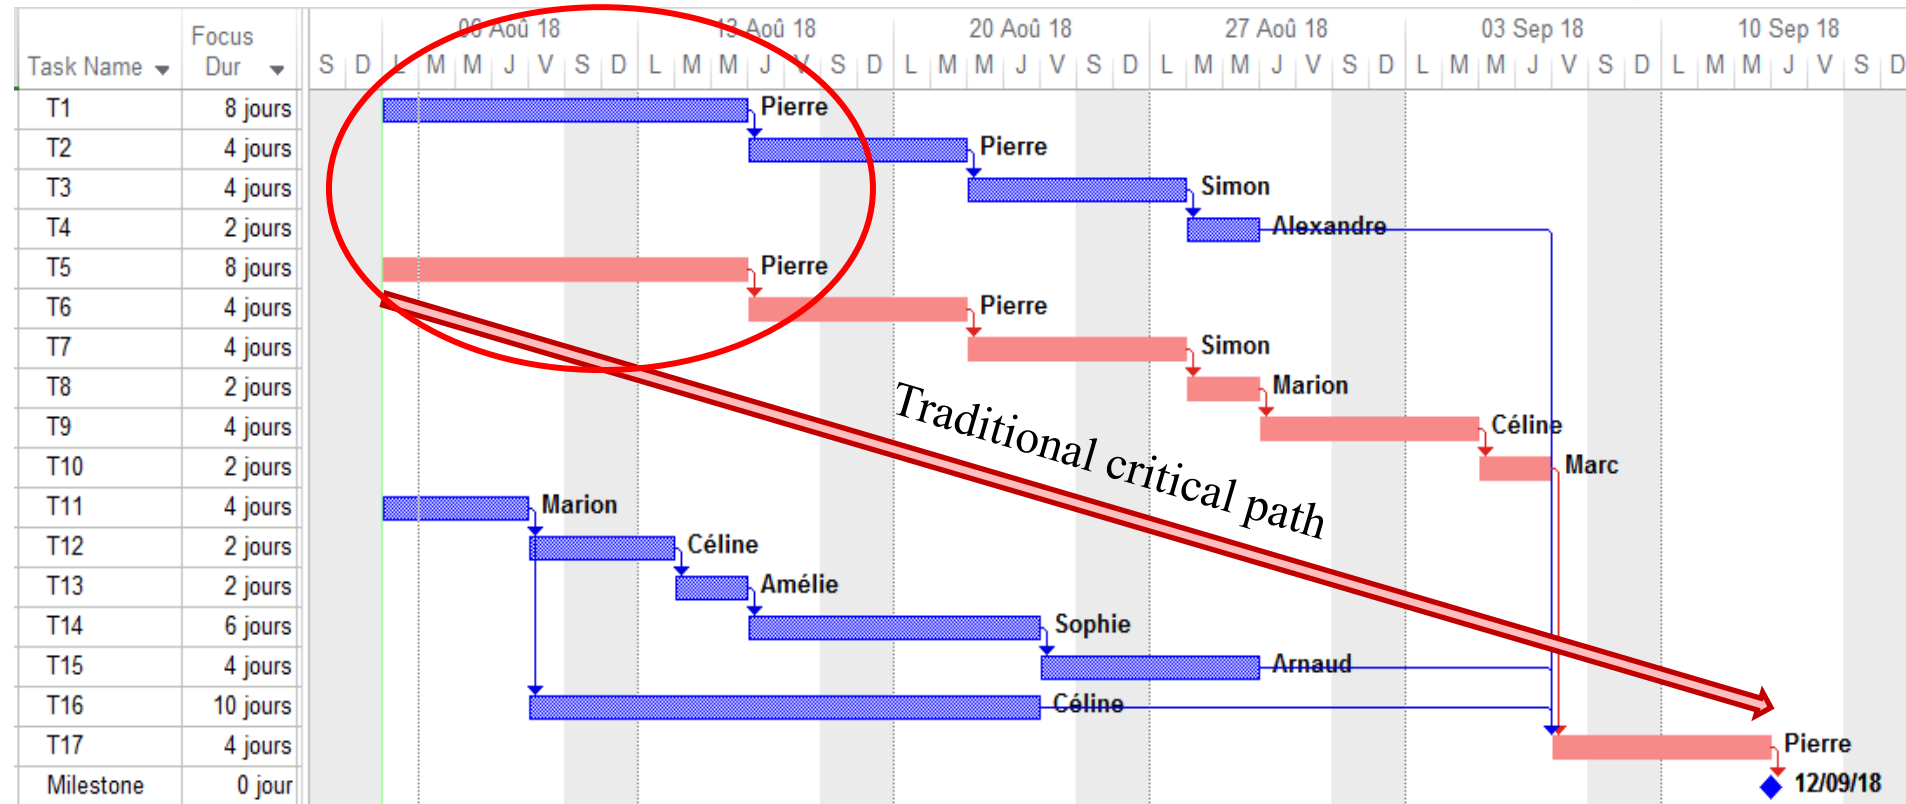 Focus
06 Aoû 18 13 Aoû 18 20 Aoû 18 27 Aoû 18 03 Sep 18 10 Sep 18
Task Name Dur S D L M M J V S D L M M J V S D L M M J V S D L M M J V S D L M M J V S D L M M J V S D
T1 8 jours Pierre
T2 4 jours Pierre
T3 4 jours Simon
T4 2 jours Alexandre
T5 8 jours Pierre
T6 4 jours Pierre
T7 4 jours Simon
T8 2 jours Marion
T9 4 jours Céline
T10 2 jours Marc
Traditional critical path
T11 4 jours Marion
T12 2 jours Céline
T13 2 jours Amélie
T14 6 jours Sophie
T15 4 jours Arnaud
T16 10 jours Céline
T17 4 jours Pierre
Milestone 0 jour 12/09/18